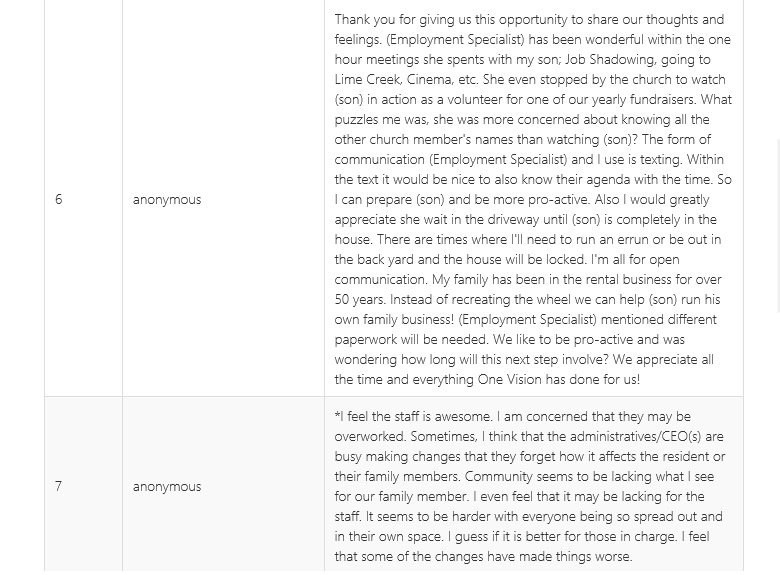 Thank you for giving us this opportunity to share our thoughts and
feelings. (Employment Specialist) has been wonderful within the one
hour meetings she spents with my son; Job Shadowing, going to
Lime Creek, Cinema, etc. She even stopped by the church to watch
(son) in action as a volunteer for one of our yearly fundraisers. What
puzzles me was, she was more concerned about knowing all the
other church member's names than watching (son)? The form of
communication (Employment Specialist) and I use is texting. Within
the text it would be nice to also know their agenda with the time. So
6 anonymous I can prepare (son) and be more pro-active. Also I would greatly
appreciate she wait in the driveway until (son) is completely in the
house. There are times where I'll need to run an errun or be out in
the back yard and the house will be locked. I'm all for open
communication. My family has been in the rental business for over
50 years. Instead of recreating the wheel we can help (son) run his
own family business! (Employment Specialist) mentioned different
paperwork will be needed. We like to be pro-active and was
wondering how long will this next step involve? We appreciate all
the time and everything One Vision has done for us!
*I feel the staff is awesome. I am concerned that they may be
overworked. Sometimes, I think that the administratives/CEO(s) are
busy making changes that they forget how it affects the resident or
their family members. Community seems to be lacking what I see
7 anonymous for our family member. I even feel that it may be lacking for the
staff. It seems to be harder with everyone being so spread out and
in their own space. I guess if it is better for those in charge. I feel
that some of the changes have made things worse.